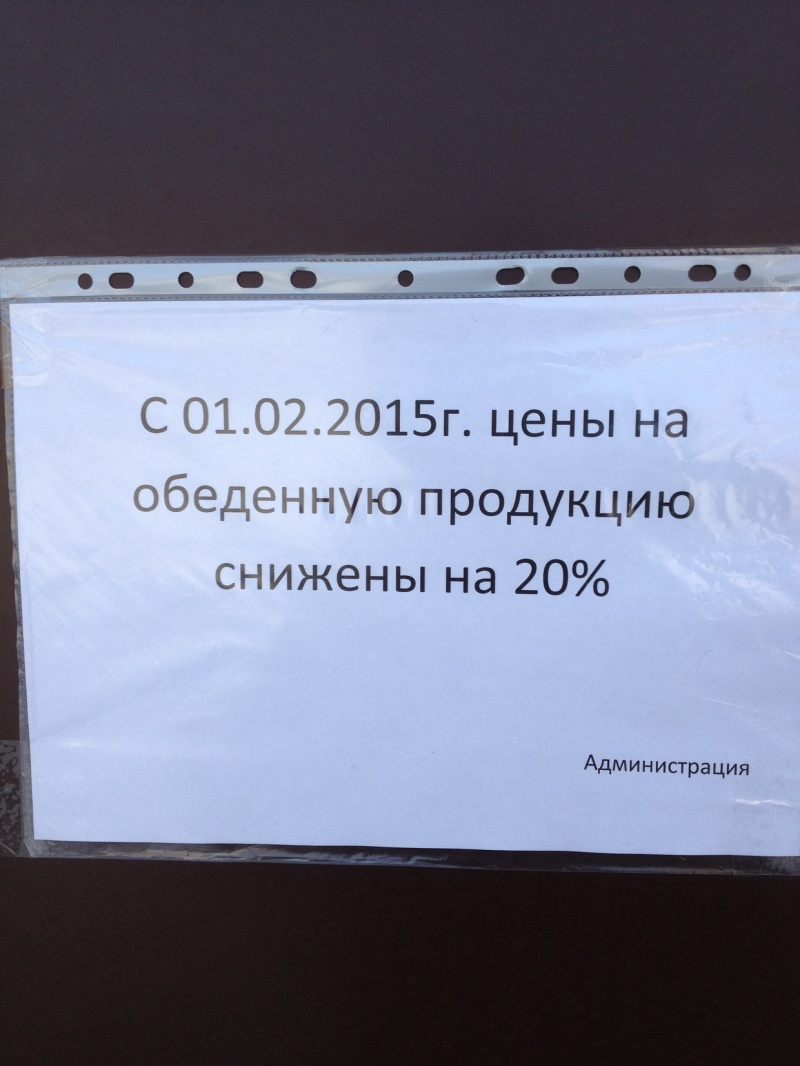 С 01.02.2015г. цены на
обеденную продукцию
снижены на 20%
Администрация